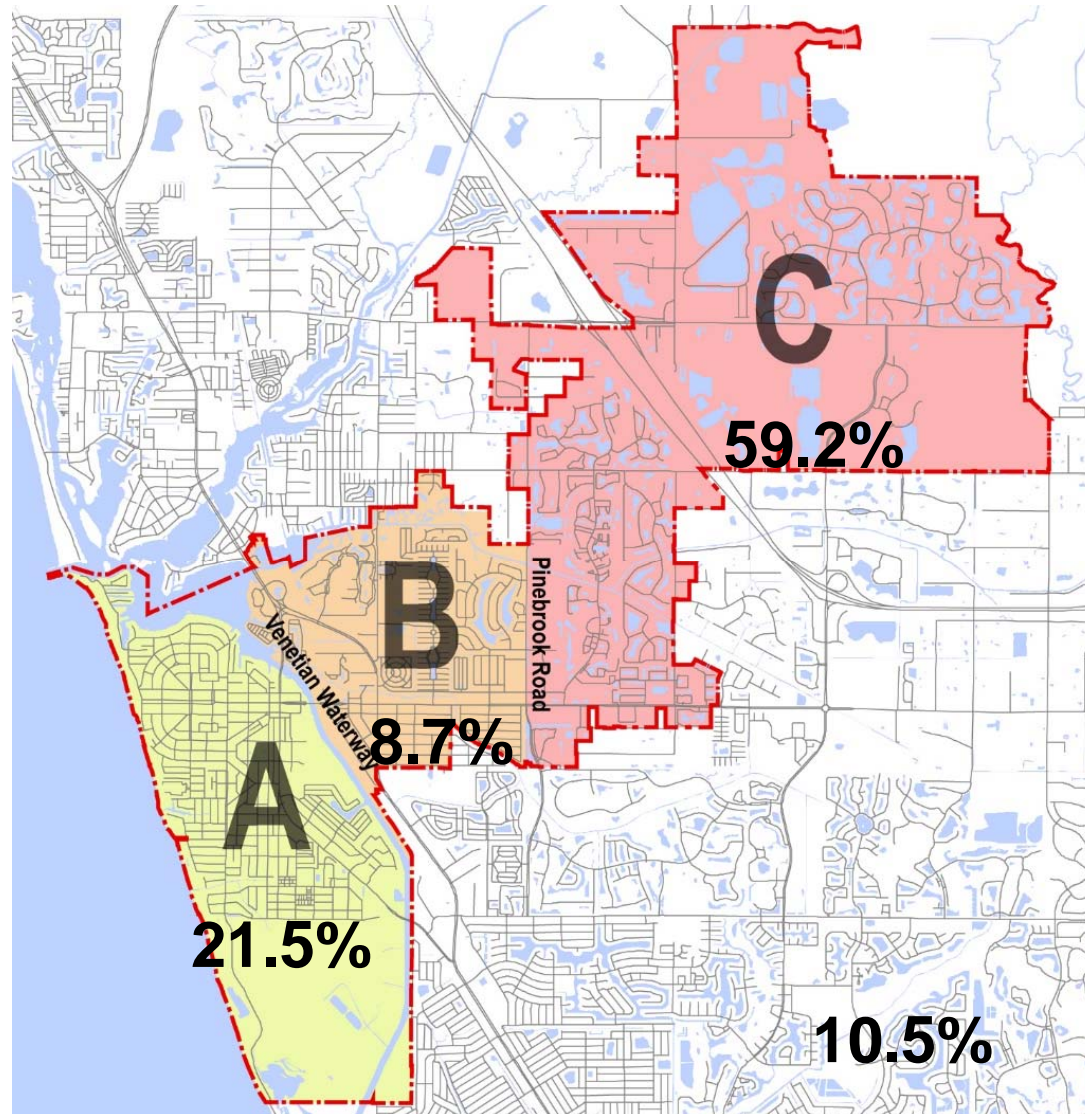 C
59.2%
B
Pinebrook Road
Venetian Waterway
8.7%
A
21.5%
10.5%